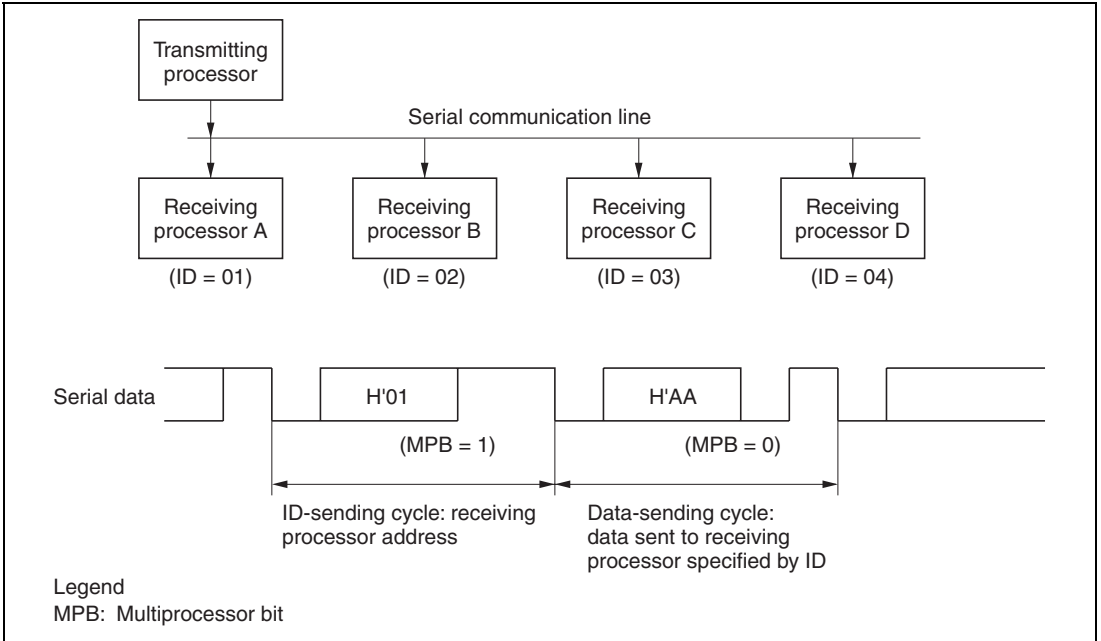 Transmitting
processor
Serial communication line
Receiving
processor A
Receiving
processor B
Receiving
processor C
Receiving
processor D
(ID = 01)
(ID = 02)
(ID = 03)
(ID = 04)
Serial data
H'01
H'AA
(MPB = 1)
(MPB = 0)
ID-sending cycle: receiving
processor address
Data-sending cycle:
data sent to receiving
processor specified by ID
Legend
MPB: Multiprocessor bit